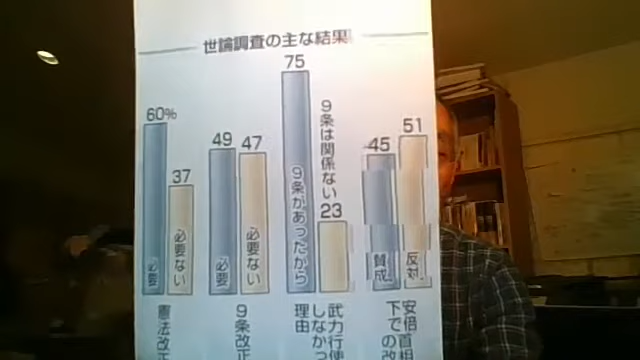 世論調査の主な結果
60%
37
必要
必要ない
憲法改正
49
47
必要
必要ない
9条改正
75
23
9条があったから
9条は関係ない
武力行使
しなかっ
理由
45
51
賛成
反対
安倍首相
下での改